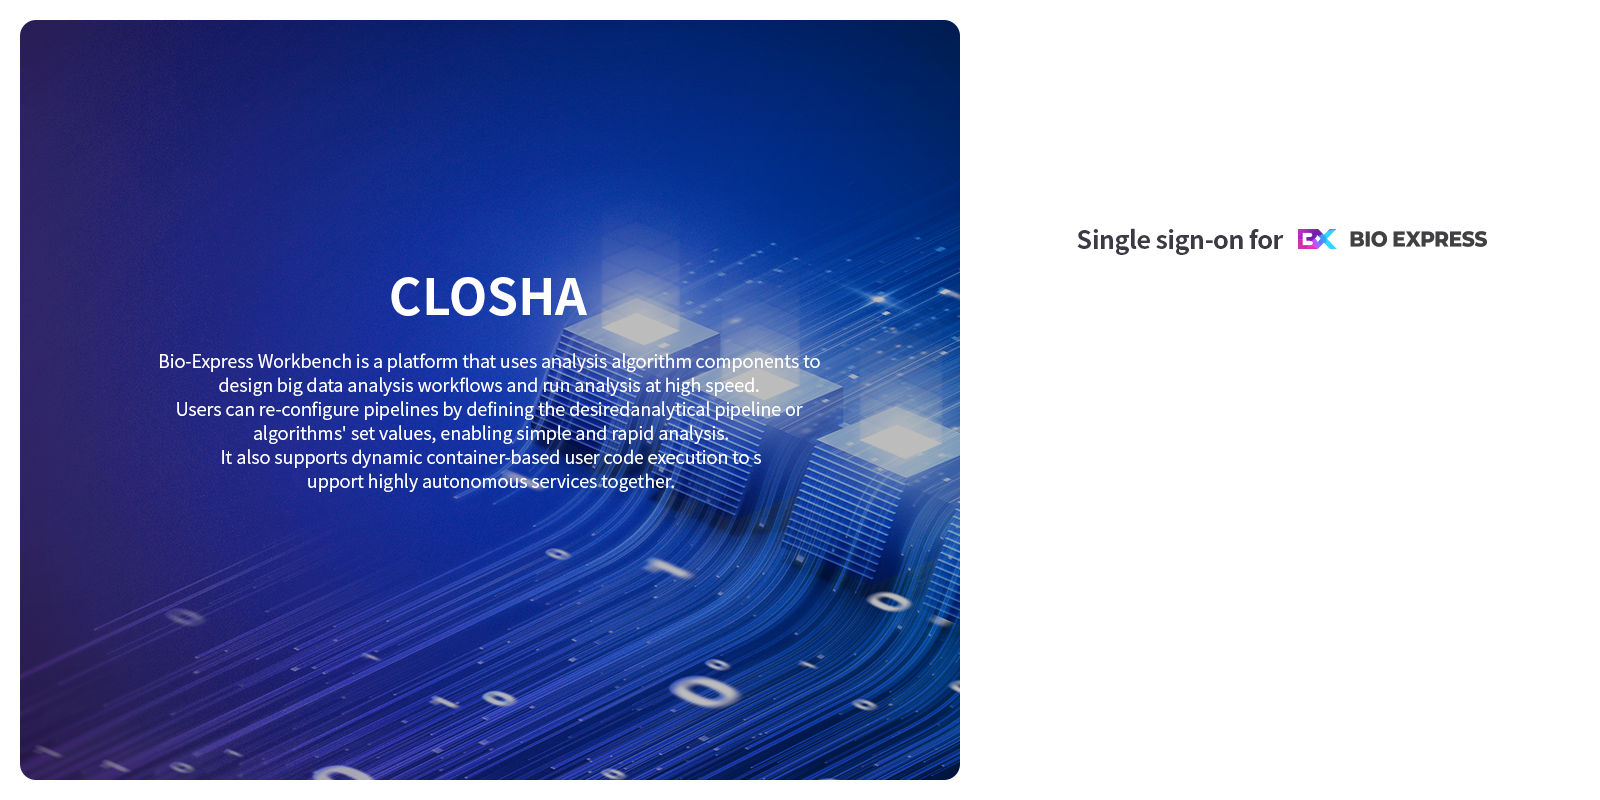 CLOSHA
Bio-Express Workbench is a platform that uses analysis algorithm components to
design big data analysis workflows and run analysis at high speed.
Users can re-configure pipelines by defining the desiredanalytical pipeline or
algorithms' set values, enabling simple and rapid analysis.
It also supports dynamic container-based user code execution to s
upport highly autonomous services together.
Single sign-on for BX BIO EXPRESS